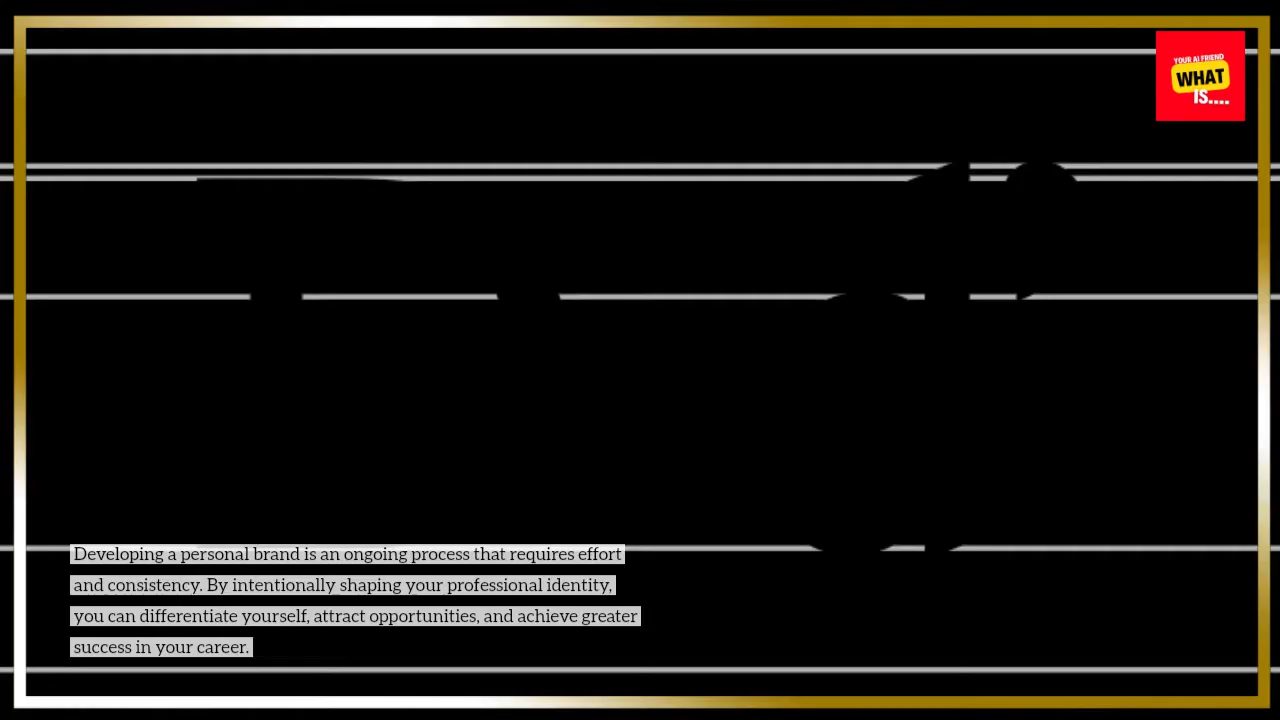 YOUR AI FRIEND
WHAT
IS....
Developing a personal brand is an ongoing process that requires effort
and consistency. By intentionally shaping your professional identity,
you can differentiate yourself, attract opportunities, and achieve greater
success in your career.